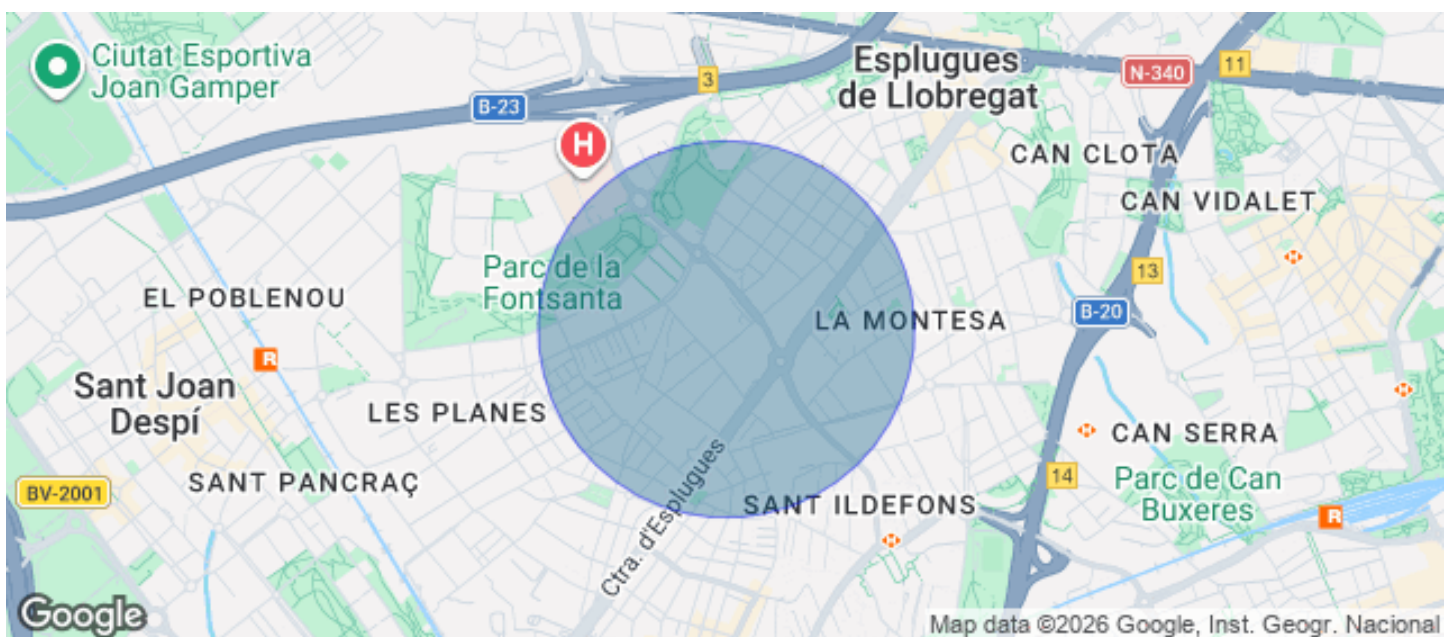 Ciutat Esportiva
Joan Gamper
B-23
3
Esplugues
de Llobregat
N-340
11
H
CAN CLOTA
CAN VIDALET
Parc de la
Fontsanta
13
EL POBLENOU
LA MONTESA
B-20
R
Sant Joan
Despí
LES PLANES
CAN SERRA
SANT PANCRAÇ
BV-2001
14
Parc de Can
Buxeres
SANT ILDEFONS
R
Ctra. d'Esplugues
Google
Map data ©2026 Google, Inst. Geogr. Nacional